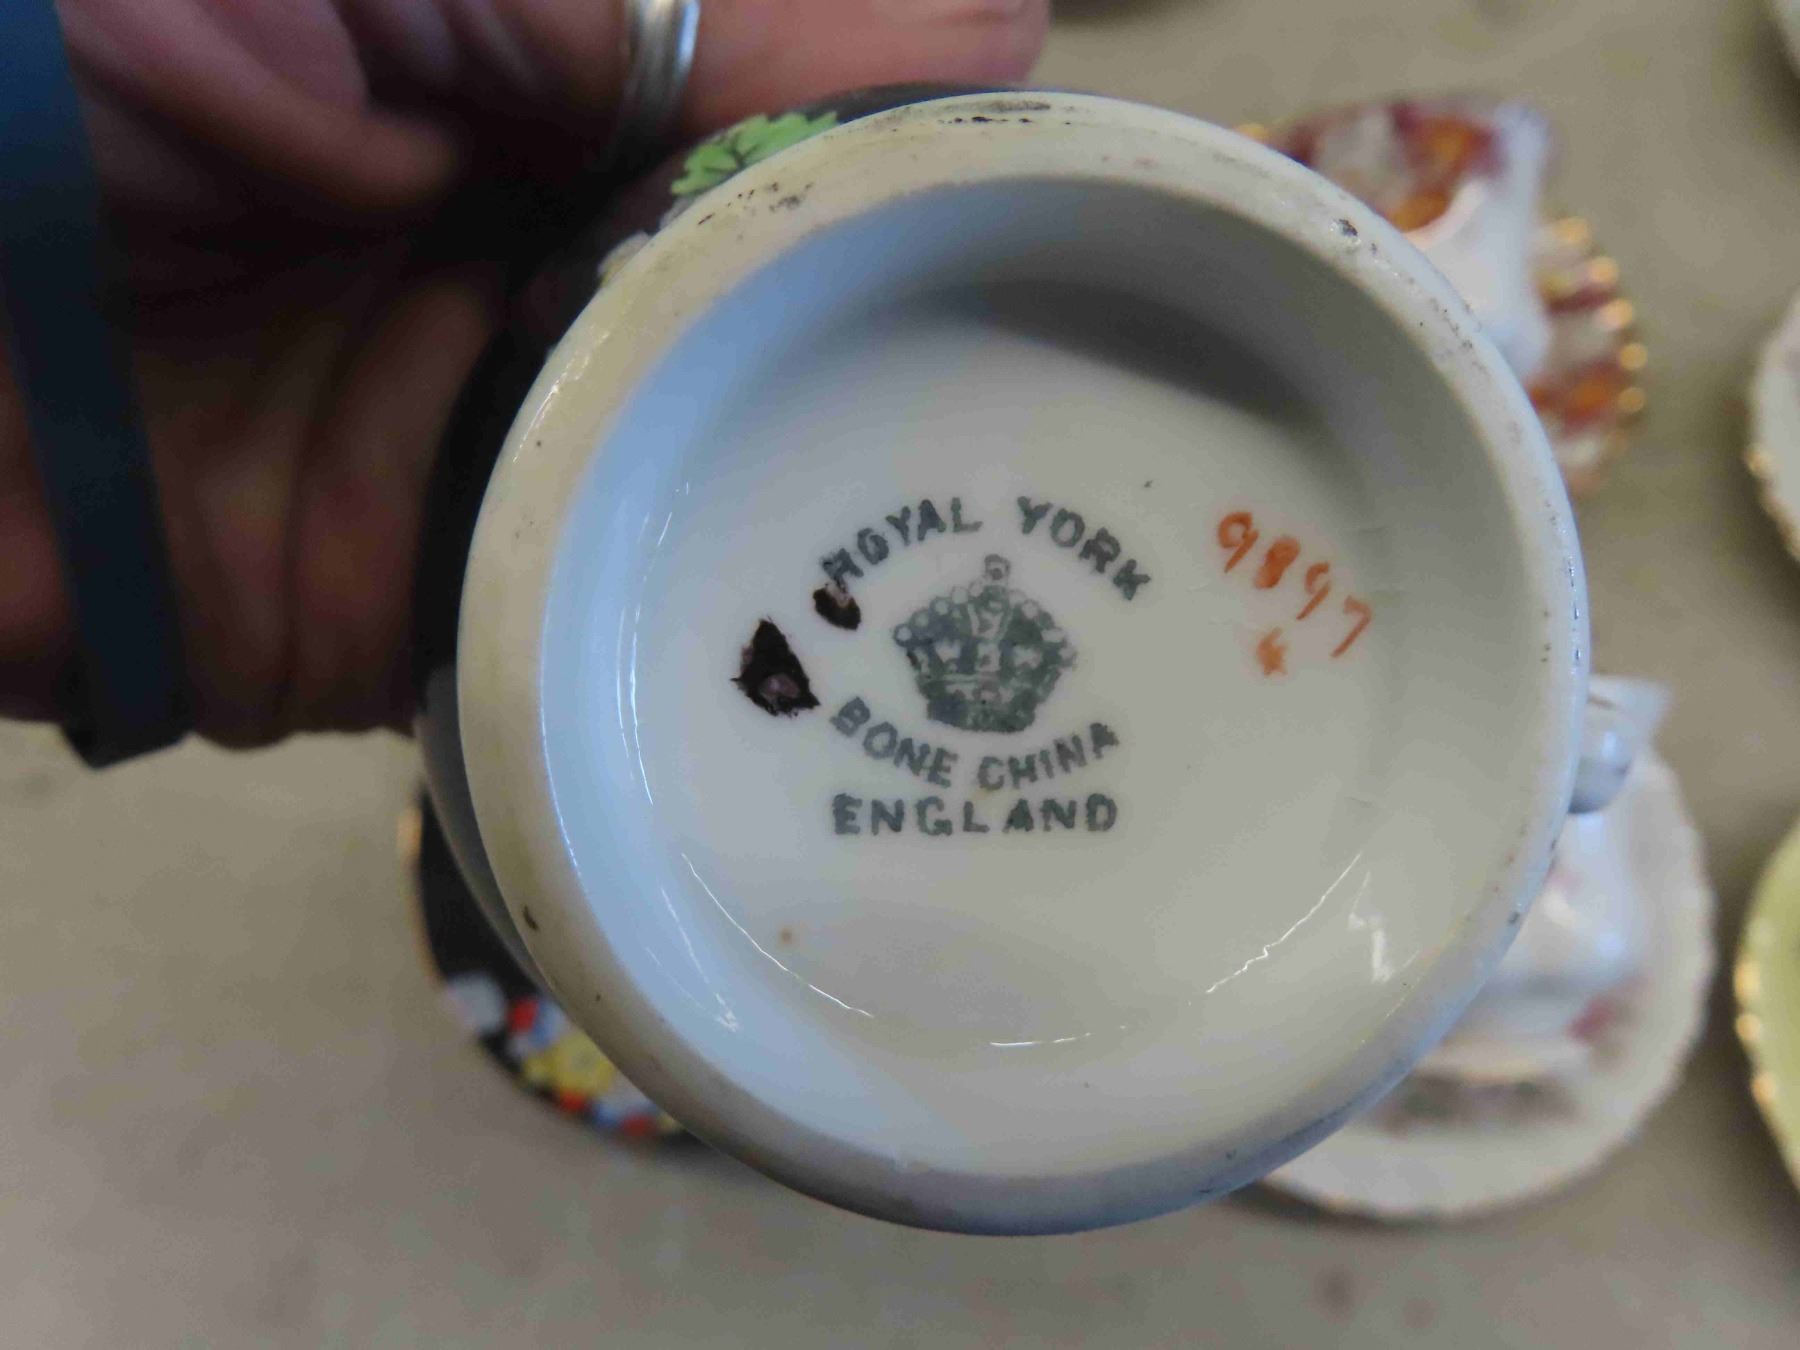 ROYAL YORK
BONE CHINA
ENGLAND
9897